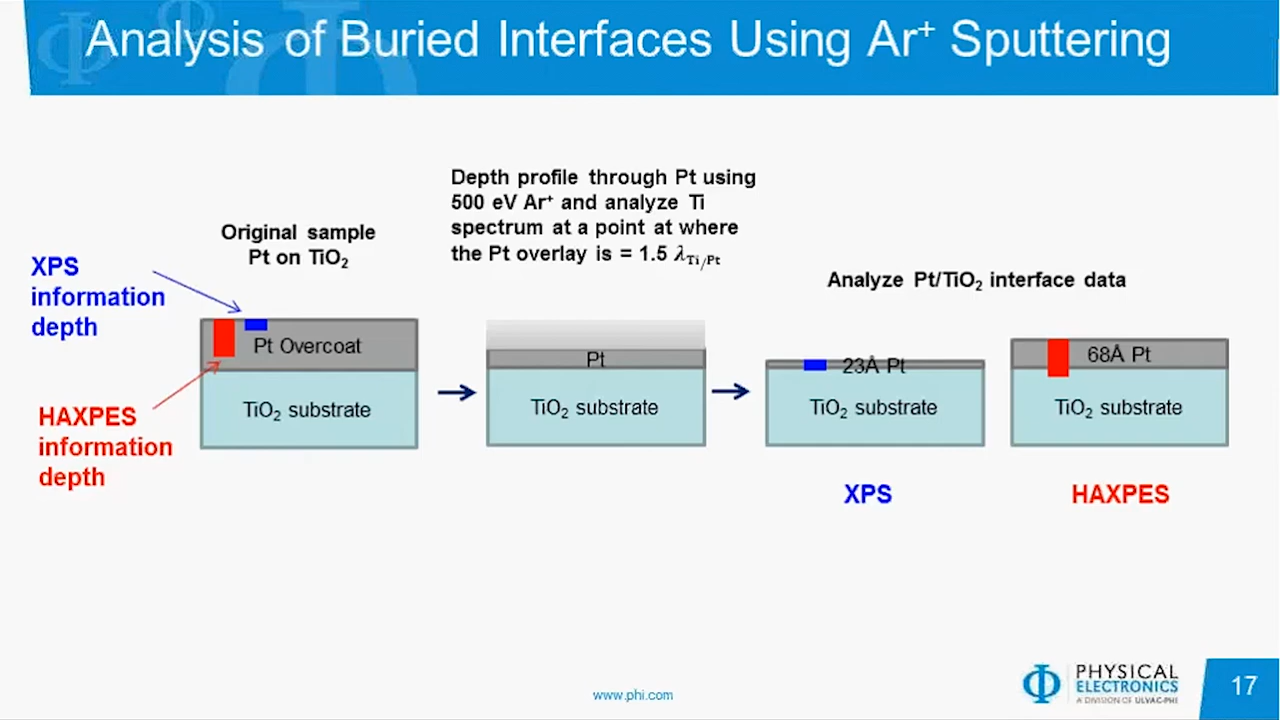 Analysis of Buried Interfaces Using Ar⁺ Sputtering
Depth profile through Pt using
500 eV Ar⁺ and analyze Ti
spectrum at a point at where
the Pt overlay is = 1.5 λTi/Pt
Original sample
Pt on TiO₂
XPS
information
depth
Analyze Pt/TiO₂ interface data
Pt Overcoat
TiO₂ substrate
HAXPES
information
depth
Pt
TiO₂ substrate
23Å Pt
TiO₂ substrate
68Å Pt
TiO₂ substrate
XPS
HAXPES
www.phi.com
PHYSICAL
ELECTRONICS
A DIVISION OF ULVAC-PHI
17